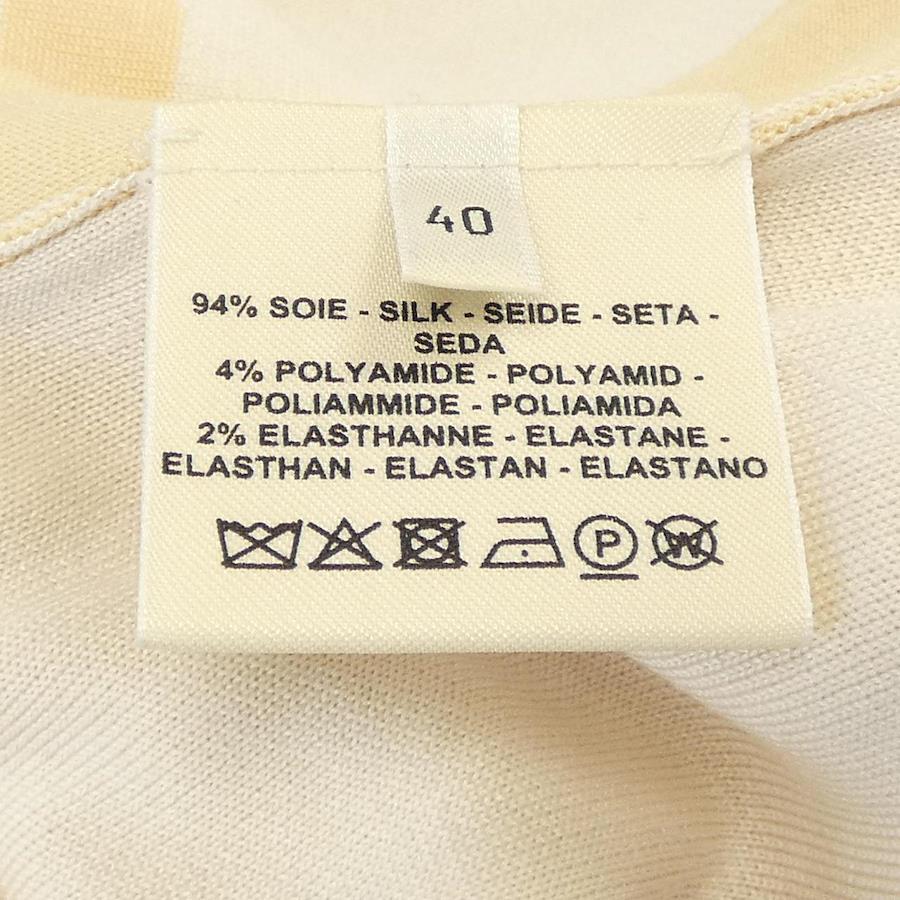 40
94% SOIE - SILK - SEIDE - SETA -
SEDA
4% POLYAMIDE - POLYAMID -
POLIAMMIDE - POLIAMIDA
2% ELASTHANNE - ELASTANE -
ELASTHAN - ELASTAN - ELASTANO
P W